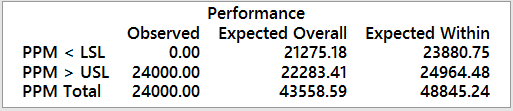 Performance
Observed Expected Overall Expected Within
PPM < LSL 0.00 21275.18 23880.75
PPM > USL 24000.00 22283.41 24964.48
PPM Total 24000.00 43558.59 48845.24